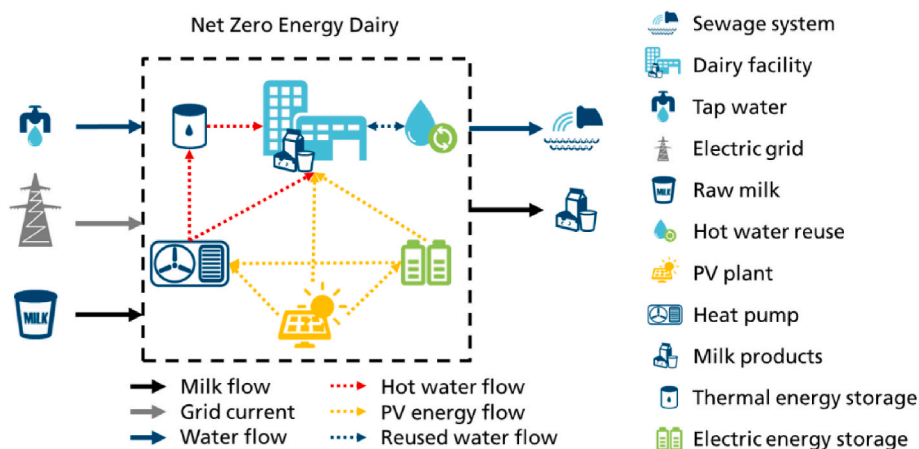 Net Zero Energy Dairy
MILK
Milk flow
Grid current
Water flow
Hot water flow
PV energy flow
Reused water flow
Sewage system
Dairy facility
Tap water
Electric grid
MILK
Raw milk
Hot water reuse
PV plant
Heat pump
Milk products
Thermal energy storage
Electric energy storage